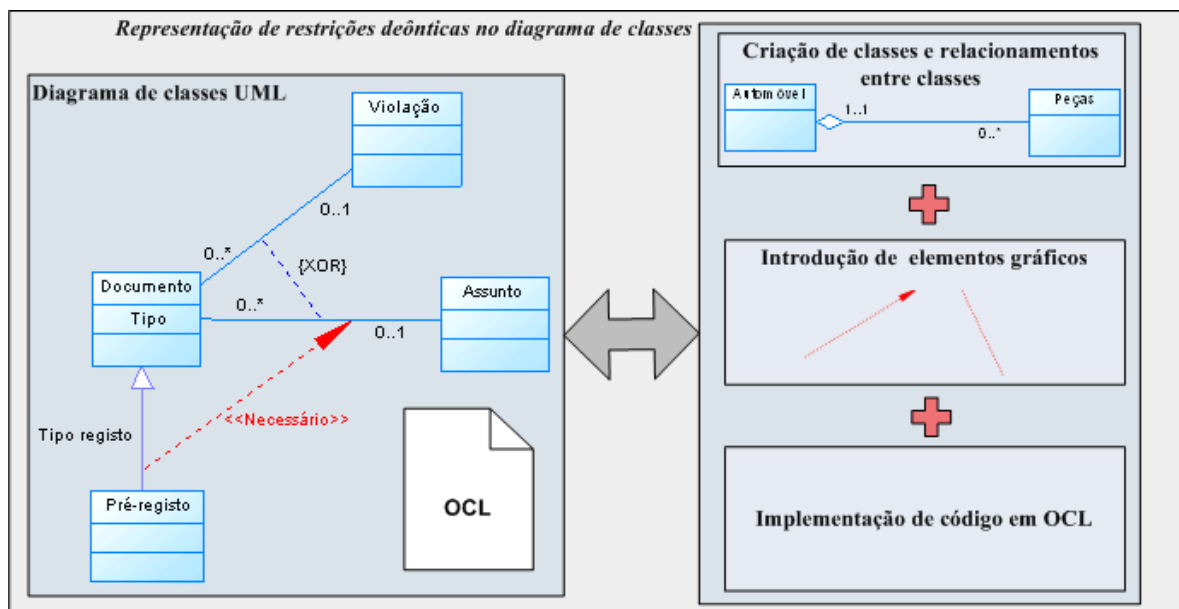 Representação de restrições deônticas no diagrama de classes
Diagrama de classes UML
Violação
0..1
0..*
{XOR}
Documento
Tipo
0..*
0..1
Assunto
<<Necessário>>
Tipo registo
Pré-registo
OCL
Criação de classes e relacionamentos
entre classes
Automóvel
1..1
0..*
Peças
Introdução de elementos gráficos
Implementação de código em OCL